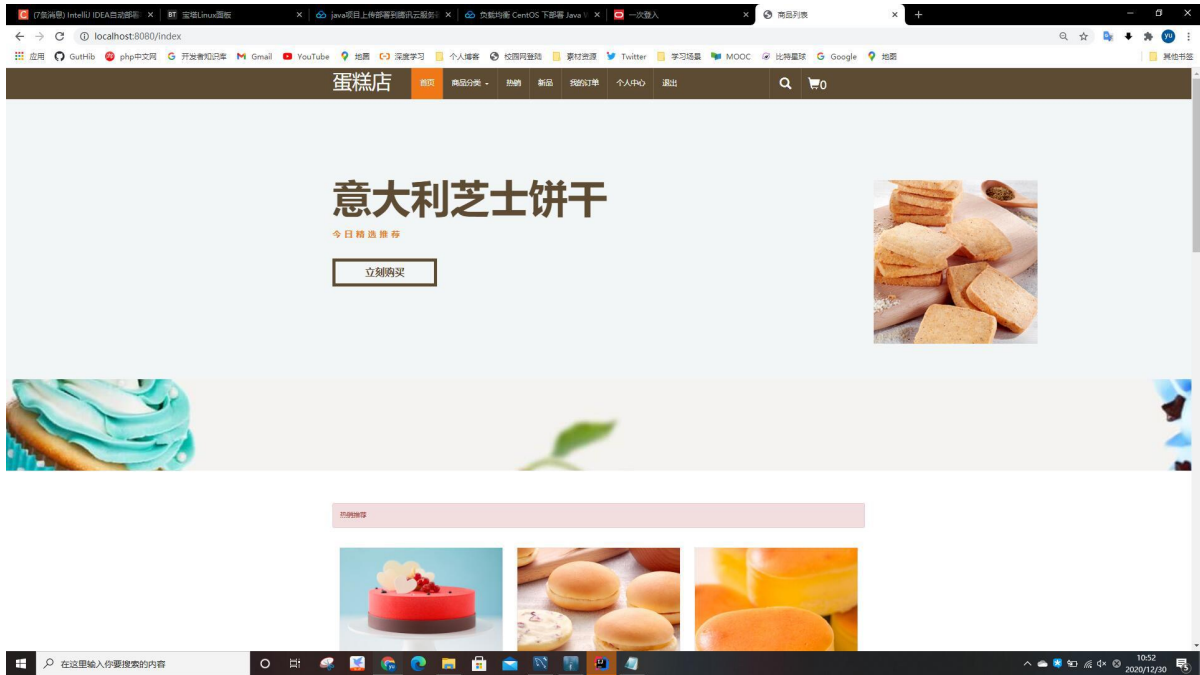 (7条消息) IntelliJ IDEA自动部署
宝塔Linux面板
java项目上传部署到腾讯云服务
负载均衡 CentOS 下部署 Java
一次登入
商品列表
localhost:8080/index
应用
GutHib
php中文网
开发者知识库
Gmail
YouTube
地图
深度学习
个人博客
校园网登陆
素材资源
Twitter
学习场景
MOOC
比特星球
Google
地图
其他书签
蛋糕店
首页
商品分类
热销
新品
我的订单
个人中心
退出
0
意大利芝士饼干
今日精选推荐
立刻购买
热销推荐
在这里输入你要搜索的内容
10:52
2020/12/30